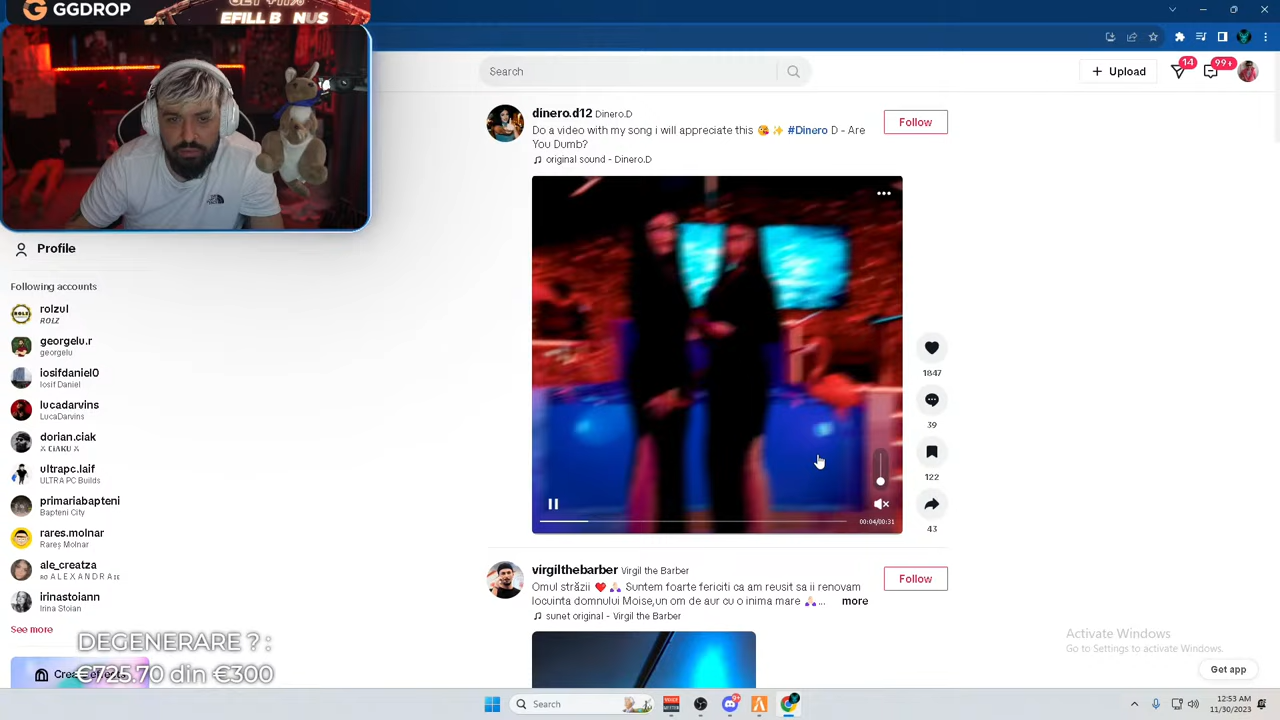 GGDROP
EFILL B NUS
Search
Upload
14
99+
dinero.d12 Dinero.D
Do a video with my song i will appreciate this 😘 ✨ #Dinero D - Are
You Dumb?
original sound - Dinero.D
Follow
Profile
Following accounts
rolzul
ROLZ
georgelu.r
georgelu
iosifdaniel0
Iosif Daniel
lucadarvins
LucaDarvins
dorian.ciak
ultrapc.laif
ULTRA PC Builds
primariabapteni
Bapteni City
rares.molnar
Rareș Molnar
ale_creatza
ALEXANDRA
irinastoiann
Irina Stoian
See more
1847
39
122
43
00:04/00:31
virgilthebarber Virgil the Barber
Omul străzii ❤️ Suntem foarte fericiti ca am reusit sa ii renovam
locuinta domnului Moise,un om de aur cu o inima mare ... more
sunet original - Virgil the Barber
Follow
DEGENERARE ? :
€725.70 din €300
Activate Windows
Go to Settings to activate Windows.
Get app
Search
9+
12:53 AM
11/30/2023